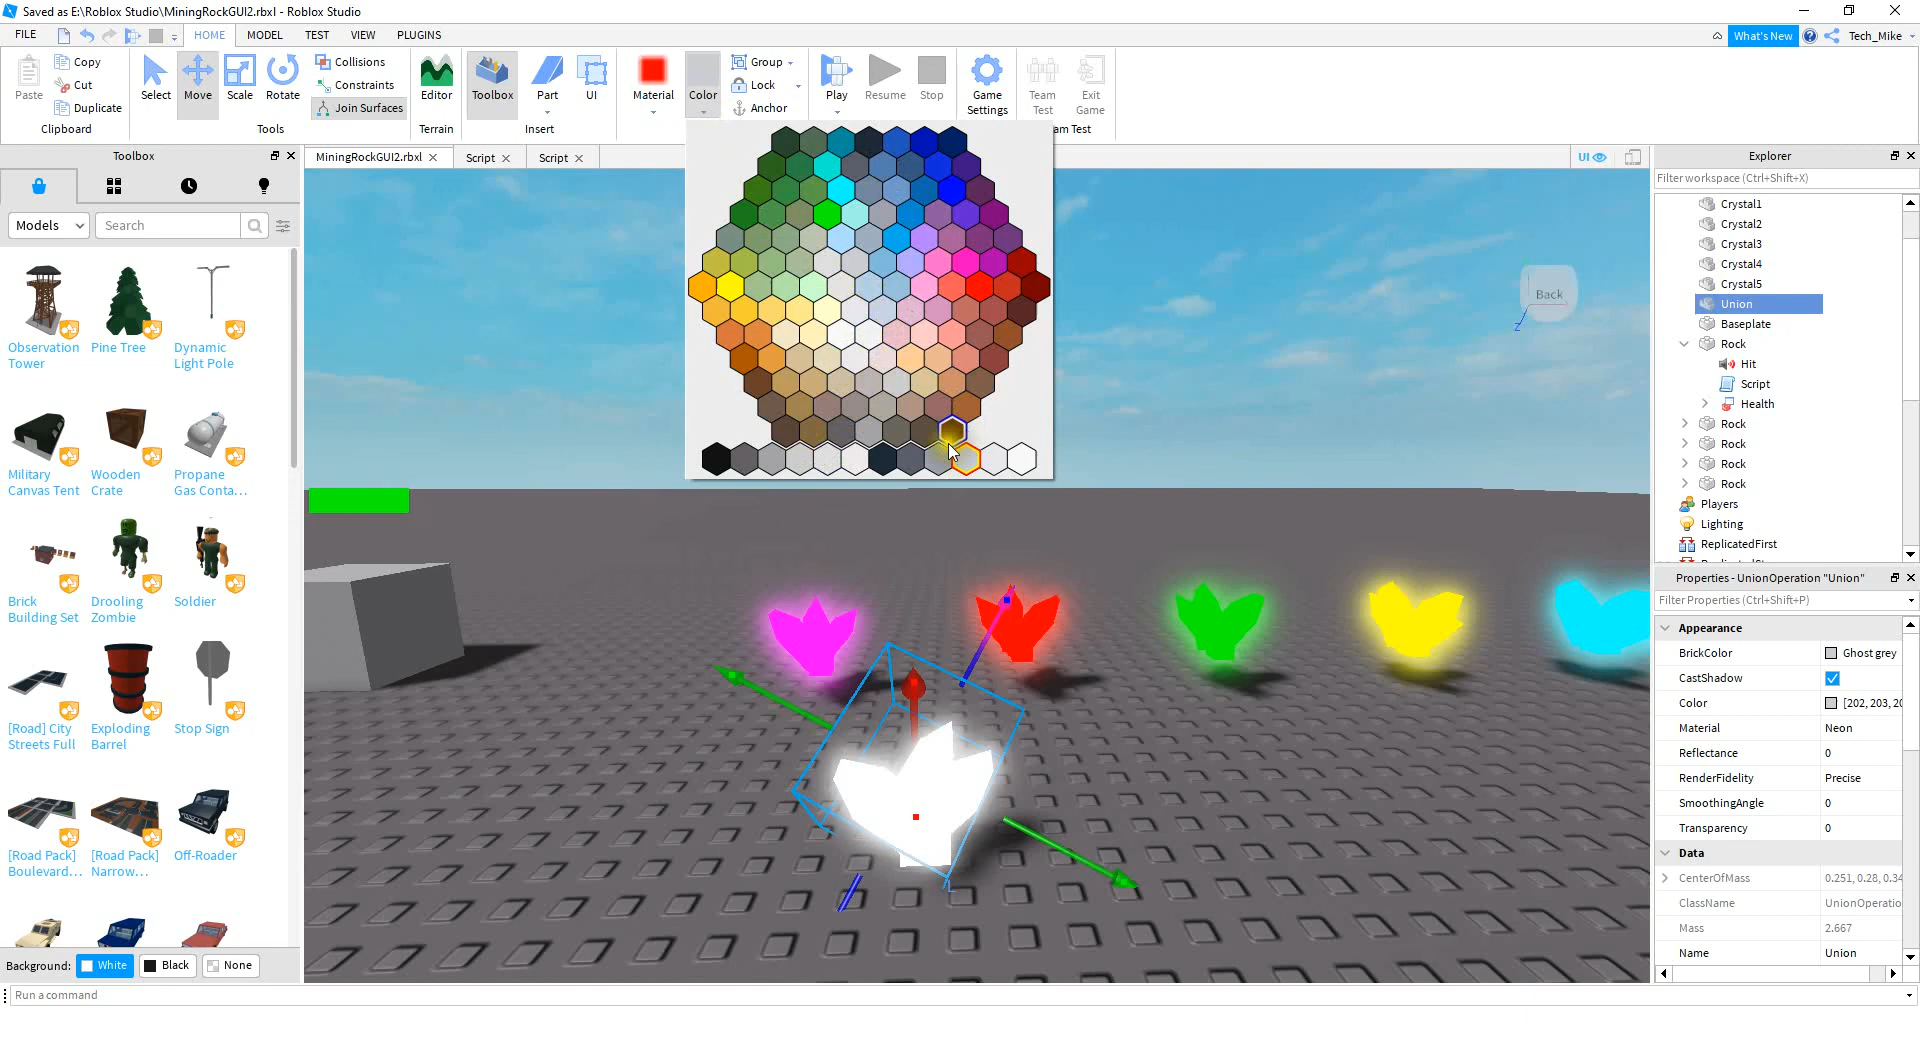 Saved as E:\Roblox Studio\MiningRockGUI2.rbxl - Roblox Studio
FILE HOME MODEL TEST VIEW PLUGINS What's New Tech_Mike
Paste
Copy
Cut
Duplicate
Clipboard
Select Move Scale Rotate
Collisions
Constraints
Join Surfaces
Tools
Editor
Terrain
Toolbox Part UI
Insert
Material Color
Group
Lock
Anchor
Play Resume Stop
Game Settings
Team Test
Exit Game
am Test
Toolbox
Models
Search
Observation Tower
Pine Tree
Dynamic Light Pole
Military Canvas Tent
Wooden Crate
Propane Gas Conta...
Brick Building Set
Drooling Zombie
Soldier
[Road] City Streets Full
Exploding Barrel
Stop Sign
[Road Pack] Boulevard...
[Road Pack] Narrow...
Off-Roader
Background: White Black None
MiningRockGUI2.rbxl Script Script
UI
Back
Z
Explorer
Filter workspace (Ctrl+Shift+X)
Crystal1
Crystal2
Crystal3
Crystal4
Crystal5
Union
Baseplate
Rock
Hit
Script
Health
Rock
Rock
Rock
Rock
Players
Lighting
ReplicatedFirst
Properties - UnionOperation "Union"
Filter Properties (Ctrl+Shift+P)
Appearance
BrickColor Ghost grey
CastShadow
Color [202, 203, 20
Material Neon
Reflectance 0
RenderFidelity Precise
SmoothingAngle 0
Transparency 0
Data
CenterOfMass 0.251, 0.28, 0.34
ClassName UnionOperatio
Mass 2.667
Name Union
Run a command